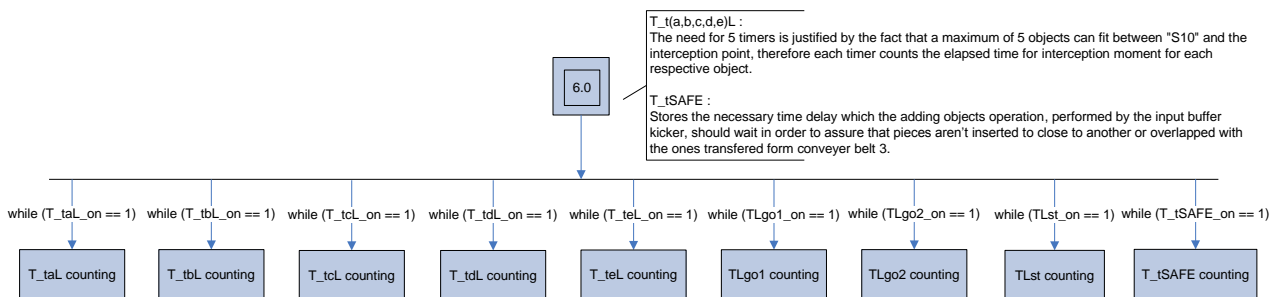 T_t(a,b,c,d,e)L :
The need for 5 timers is justified by the fact that a maximum of 5 objects can fit between "S10" and the
interception point, therefore each timer counts the elapsed time for interception moment for each
respective object.
T_tSAFE :
Stores the necessary time delay which the adding objects operation, performed by the input buffer
kicker, should wait in order to assure that pieces aren't inserted to close to another or overlapped with
the ones transfered form conveyer belt 3.
6.0
while (T_taL_on == 1)
while (T_tbL_on == 1)
while (T_tcL_on == 1)
while (T_tdL_on == 1)
while (T_teL_on == 1)
while (TLgo1_on == 1)
while (TLgo2_on == 1)
while (TLst_on == 1)
while (T_tSAFE_on == 1)
T_taL counting
T_tbL counting
T_tcL counting
T_tdL counting
T_teL counting
TLgo1 counting
TLgo2 counting
TLst counting
T_tSAFE counting